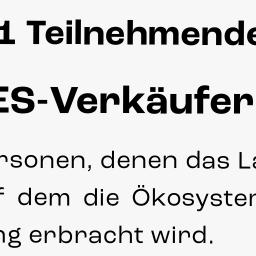 1 Teilnehmende
ES-Verkäufer
rsonen, denen das La
f dem die Ökosystem
ng erbracht wird.